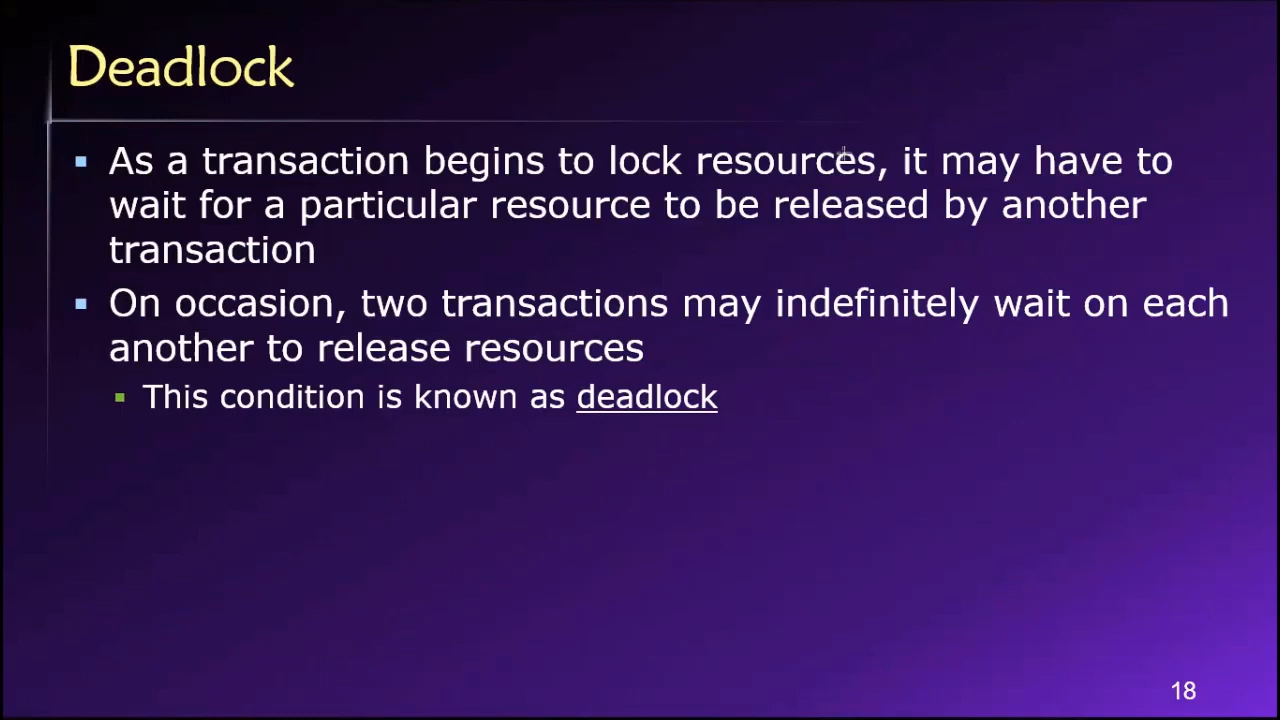 Deadlock
As a transaction begins to lock resources, it may have to
wait for a particular resource to be released by another
transaction
On occasion, two transactions may indefinitely wait on each
another to release resources
This condition is known as deadlock
18